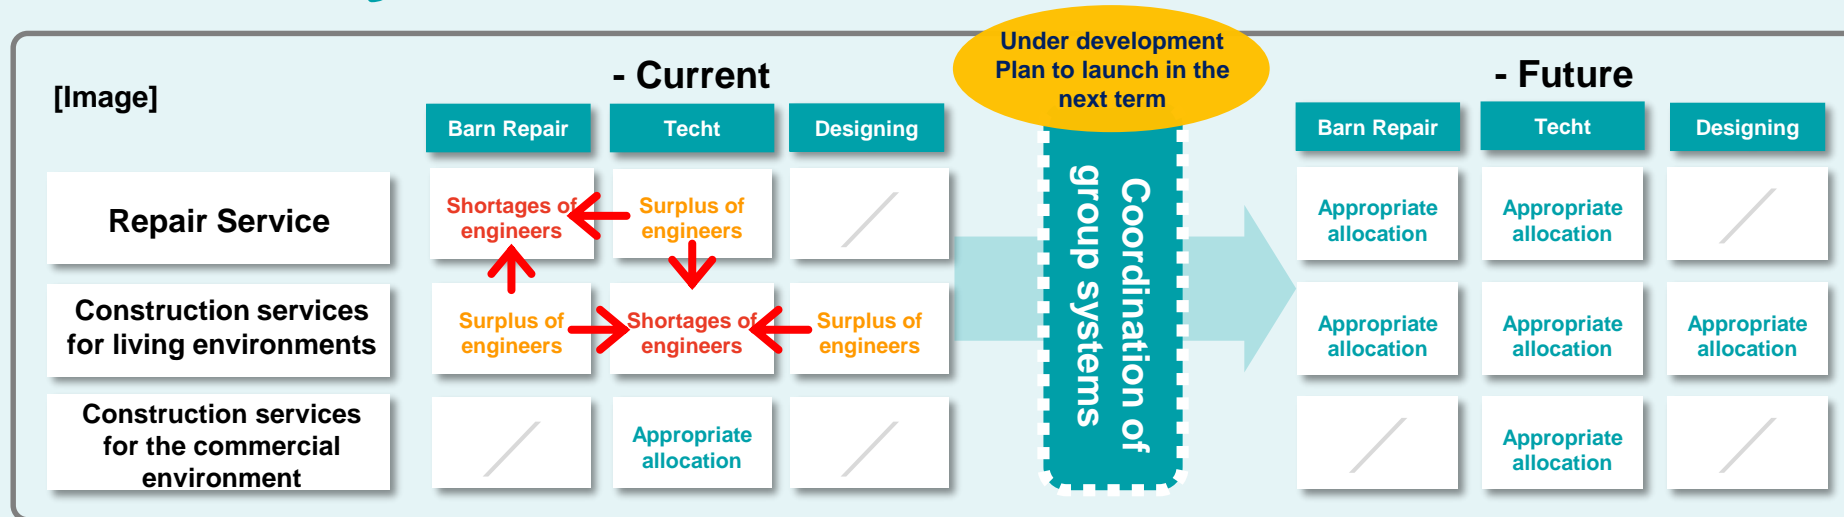 Under development
Plan to launch in the
next term
[Image]
- Current
- Future
Barn Repair
Techt
Designing
Barn Repair
Techt
Designing
Repair Service
Shortages of
engineers
Surplus of
engineers
Appropriate
allocation
Appropriate
allocation
Construction services
for living environments
Surplus of
engineers
Shortages of
engineers
Surplus of
engineers
Appropriate
allocation
Appropriate
allocation
Appropriate
allocation
Construction services
for the commercial
environment
Appropriate
allocation
Appropriate
allocation
Coordination of
group systems